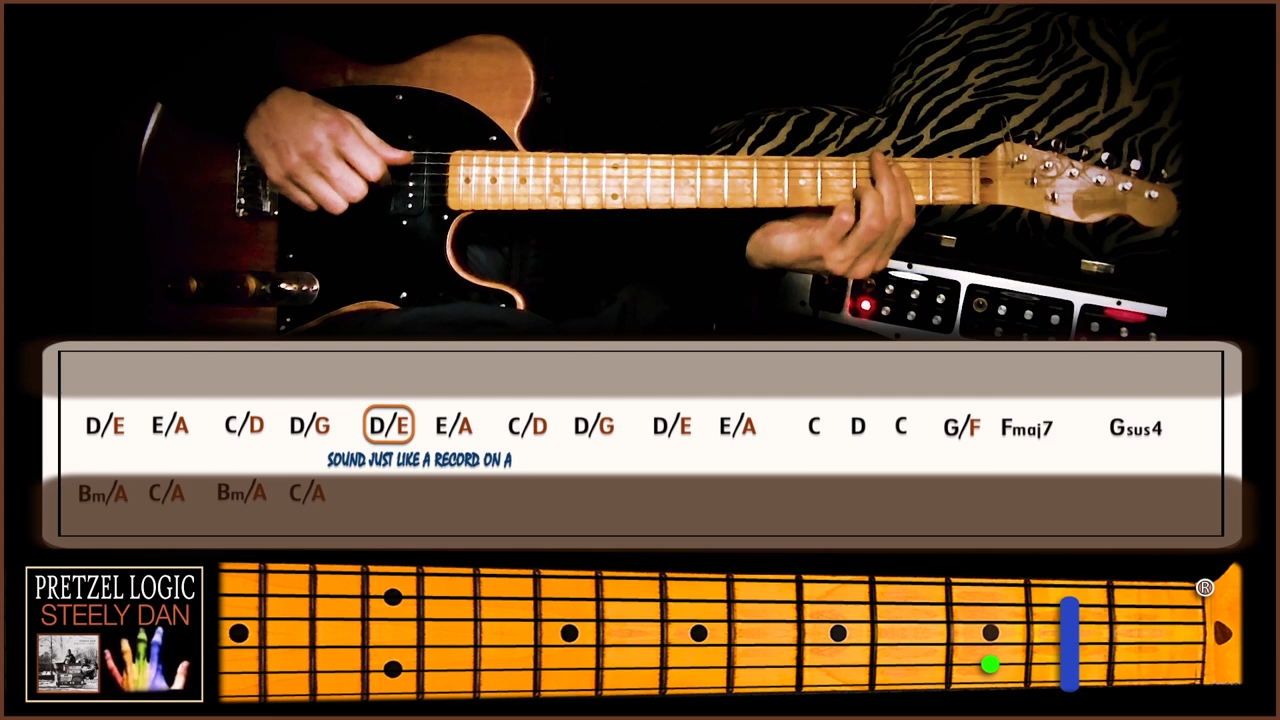 D/E E/A C/D D/G D/E E/A C/D D/G D/E E/A C D C G/F Fmaj7 Gsus4
SOUND JUST LIKE A RECORD ON A
Bm/A C/A Bm/A C/A
PRETZEL LOGIC
STEELY DAN
®